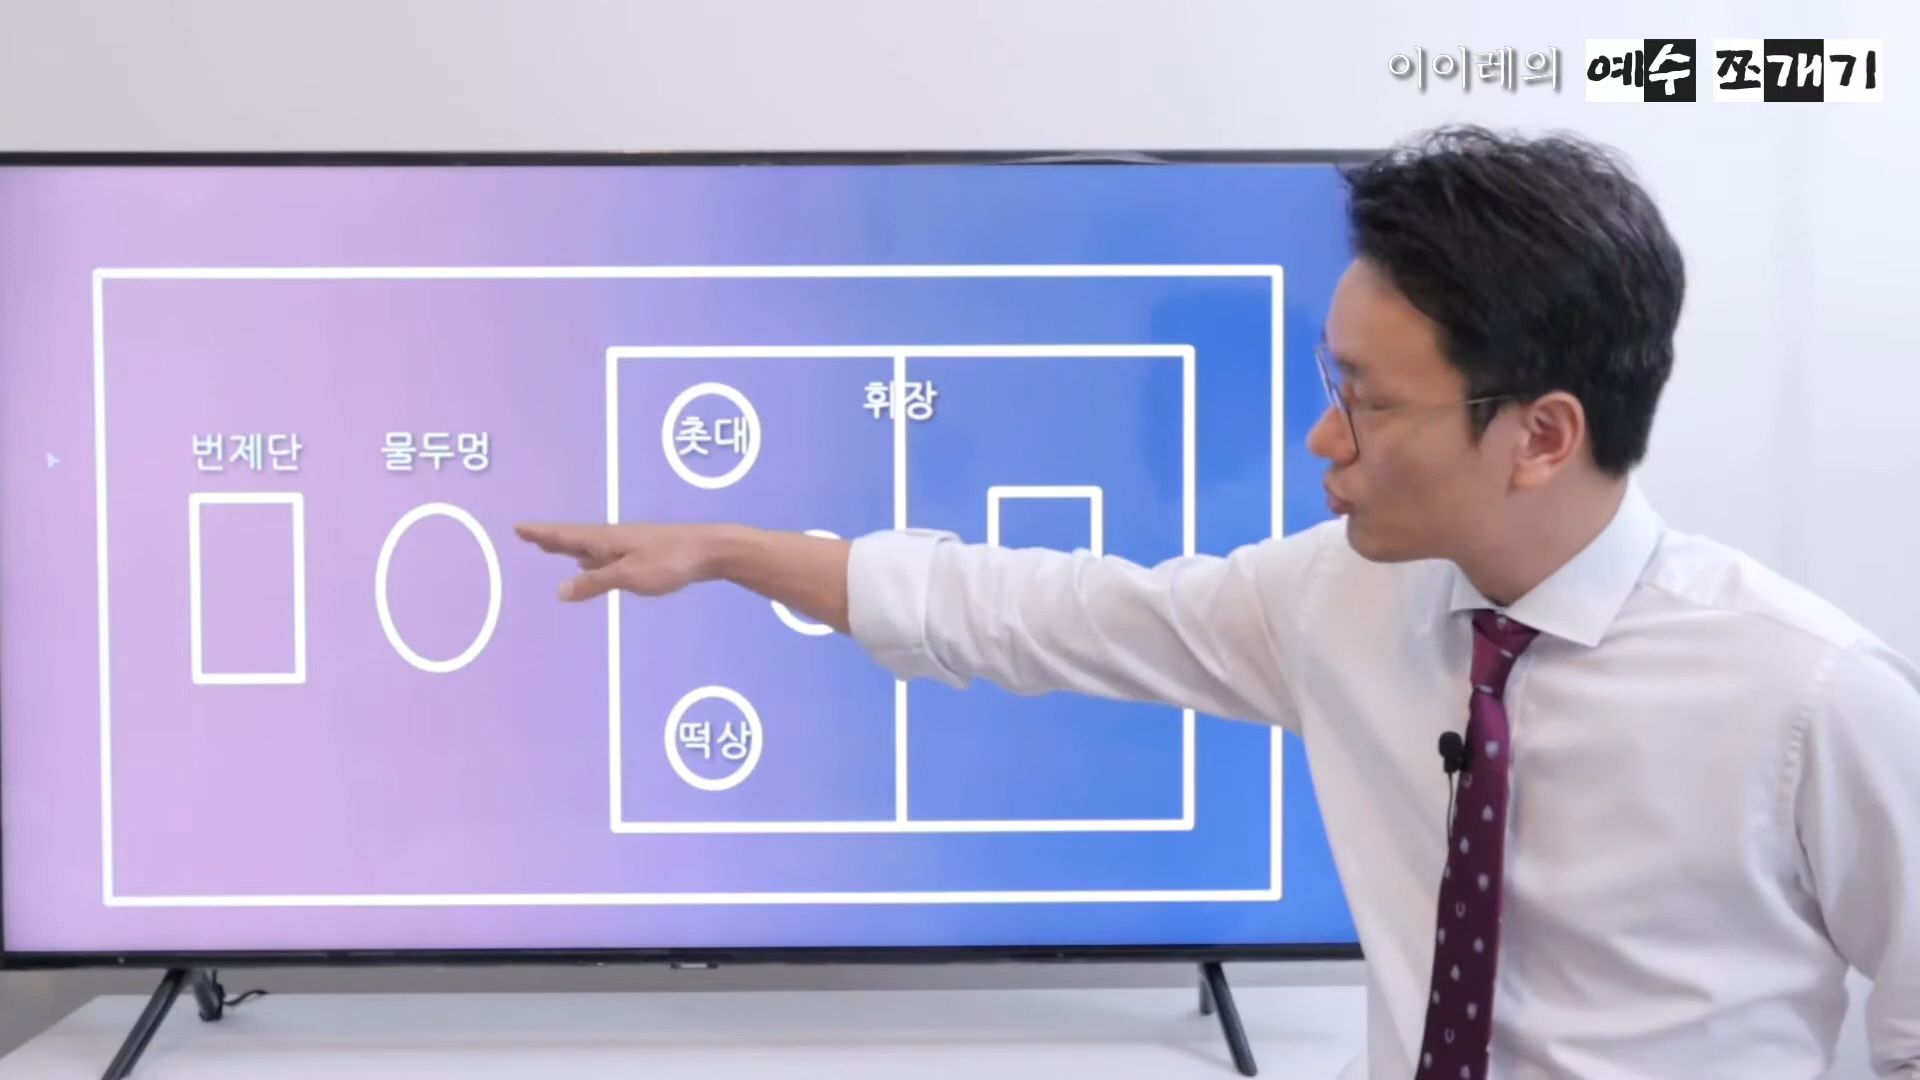 이이레의 예수 쪼개기
휘장
촛대
번제단 물두멍
떡상